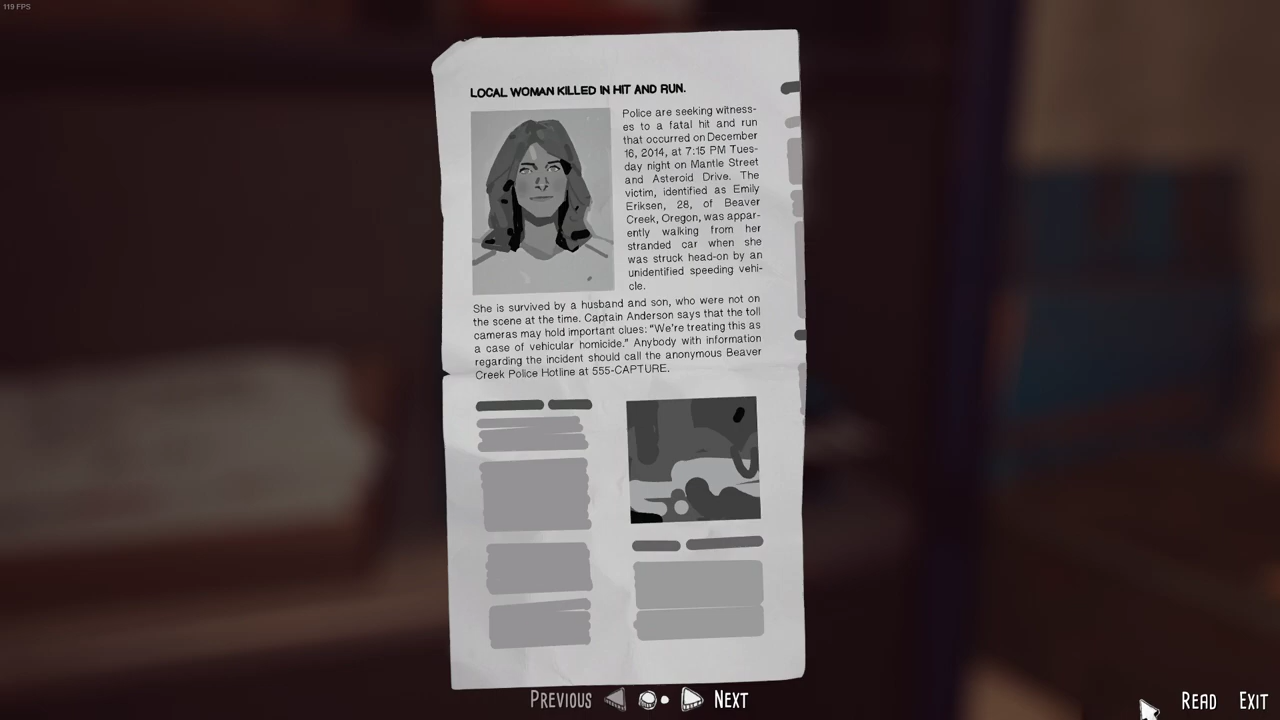 119 FPS
LOCAL WOMAN KILLED IN HIT AND RUN.
Police are seeking witness-
es to a fatal hit and run
that occurred on December
16, 2014, at 7:15 PM Tues-
day night on Mantle Street
and Asteroid Drive. The
victim, identified as Emily
Eriksen, 28, of Beaver
Creek, Oregon, was appar-
ently walking from her
stranded car when she
was struck head-on by an
unidentified speeding vehi-
cle.
She is survived by a husband and son, who were not on
the scene at the time. Captain Anderson says that the toll
cameras may hold important clues: “We’re treating this as
a case of vehicular homicide.” Anybody with information
regarding the incident should call the anonymous Beaver
Creek Police Hotline at 555-CAPTURE.
PREVIOUS NEXT
READ EXIT